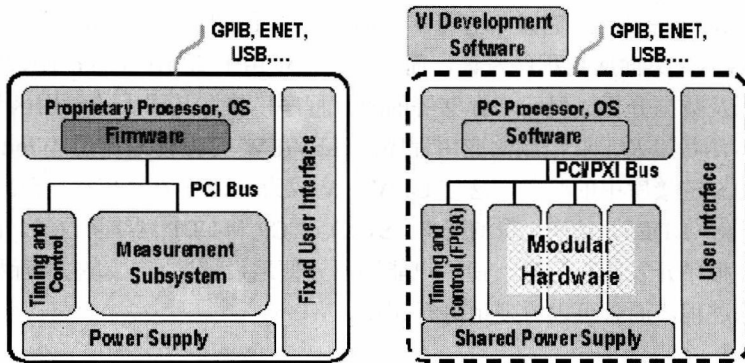 GPIB, ENET,
USB,...
Proprietary Processor, OS
Firmware
PCI Bus
Timing and
Control
Measurement
Subsystem
Fixed User Interface
Power Supply
VI Development
Software
GPIB, ENET,
USB,...
PC Processor, OS
Software
PCI/PXI Bus
Timing and
Control (FPGA)
Modular
Hardware
User Interface
Shared Power Supply